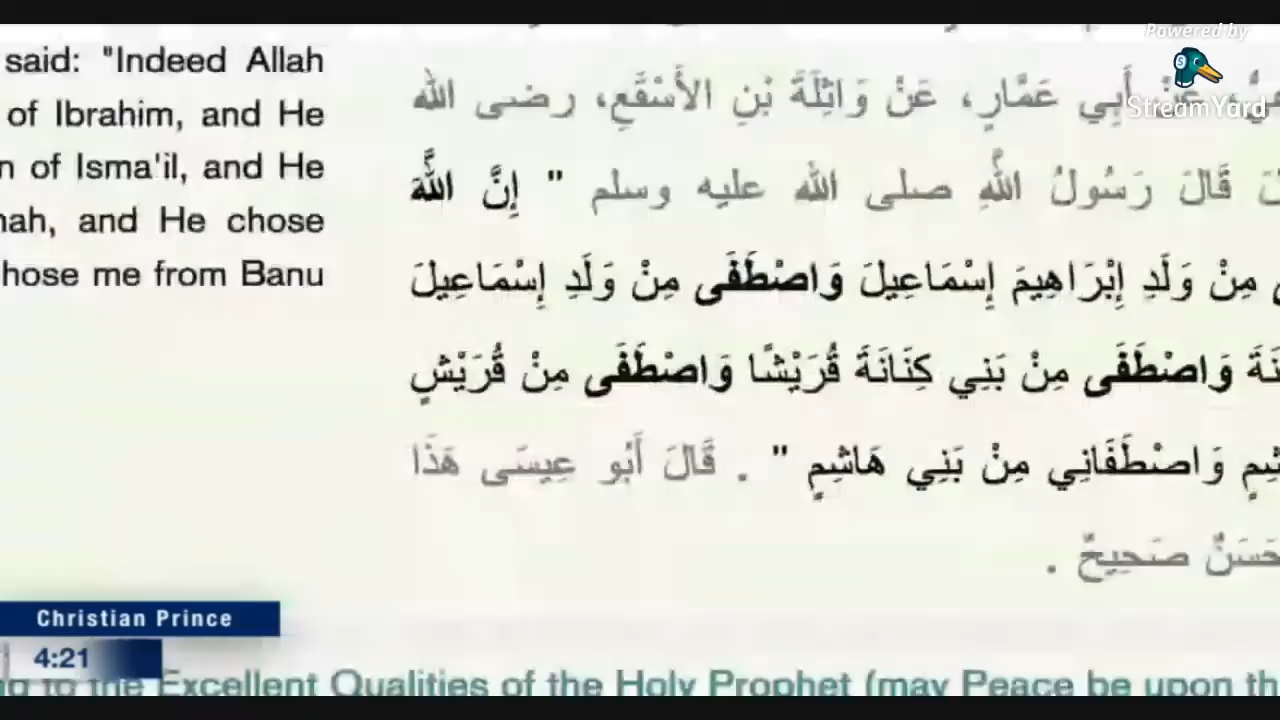 Powered by
StreamYard
said: "Indeed Allah
of Ibrahim, and He
of Isma'il, and He
and He chose
me from Banu
عَنْ أَبِي عَمَّارٍ، عَنْ وَاثِلَةَ بْنِ الأَسْقَعِ، رضى الله
قَالَ رَسُولُ اللَّهِ صلى الله عليه وسلم " إِنَّ اللَّهَ
مِنْ وَلَدِ إِبْرَاهِيمَ إِسْمَاعِيلَ وَاصْطَفَى مِنْ وَلَدِ إِسْمَاعِيلَ
وَاصْطَفَى مِنْ بَنِي كِنَانَةَ قُرَيْشًا وَاصْطَفَى مِنْ قُرَيْشٍ
وَاصْطَفَانِي مِنْ بَنِي هَاشِمٍ " . قَالَ أَبُو عِيسَى هَذَا
حَسَنٌ صَحِيحٌ .
Christian Prince
4:21
to the Excellent Qualities of the Holy Prophet (may Peace be upon